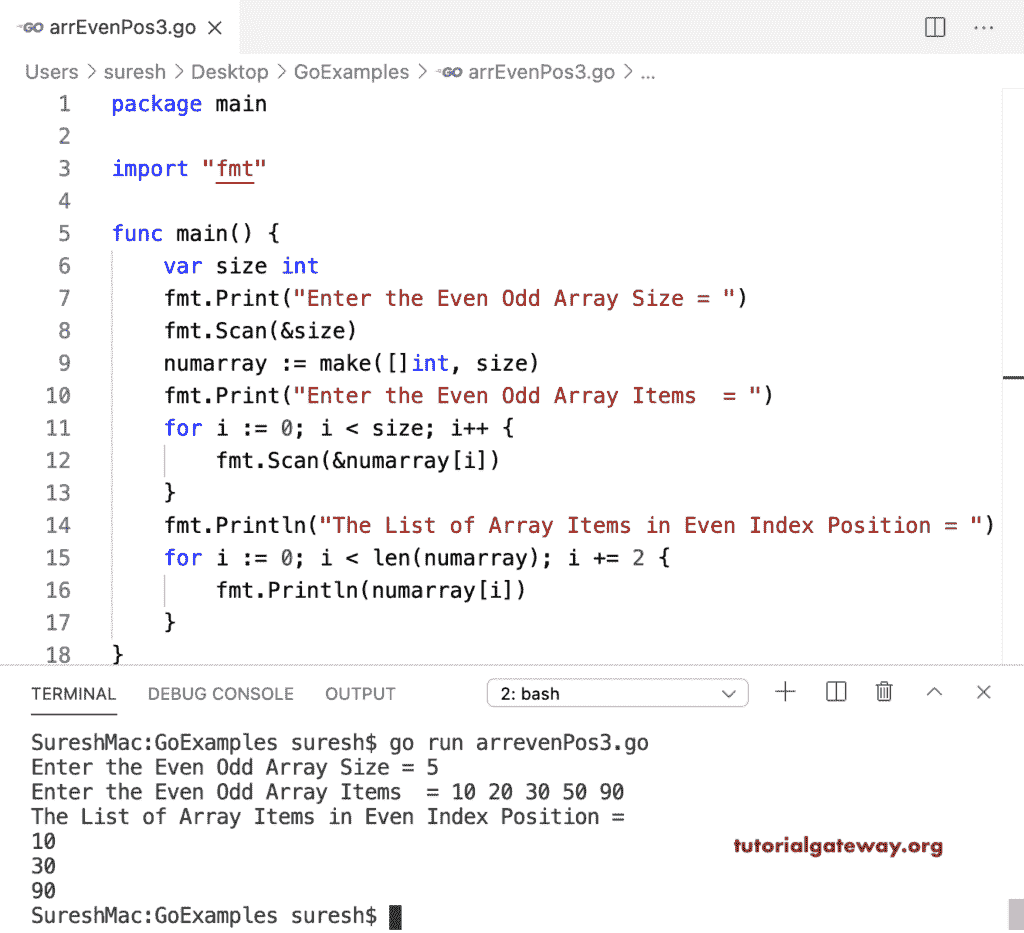 GO arrEvenPos3.go
Users > suresh > Desktop > GoExamples > GO arrEvenPos3.go > ...
1 package main
2
3 import "fmt"
4
5 func main() {
6     var size int
7     fmt.Print("Enter the Even Odd Array Size = ")
8     fmt.Scan(&size)
9     numarray := make([]int, size)
10     fmt.Print("Enter the Even Odd Array Items  = ")
11     for i := 0; i < size; i++ {
12         fmt.Scan(&numarray[i])
13     }
14     fmt.Println("The List of Array Items in Even Index Position = ")
15     for i := 0; i < len(numarray); i += 2 {
16         fmt.Println(numarray[i])
17     }
18 }
TERMINAL DEBUG CONSOLE OUTPUT 2: bash
SureshMac:GoExamples suresh$ go run arrevenPos3.go
Enter the Even Odd Array Size = 5
Enter the Even Odd Array Items  = 10 20 30 50 90
The List of Array Items in Even Index Position =
10
tutorialgateway.org
30
90
SureshMac:GoExamples suresh$